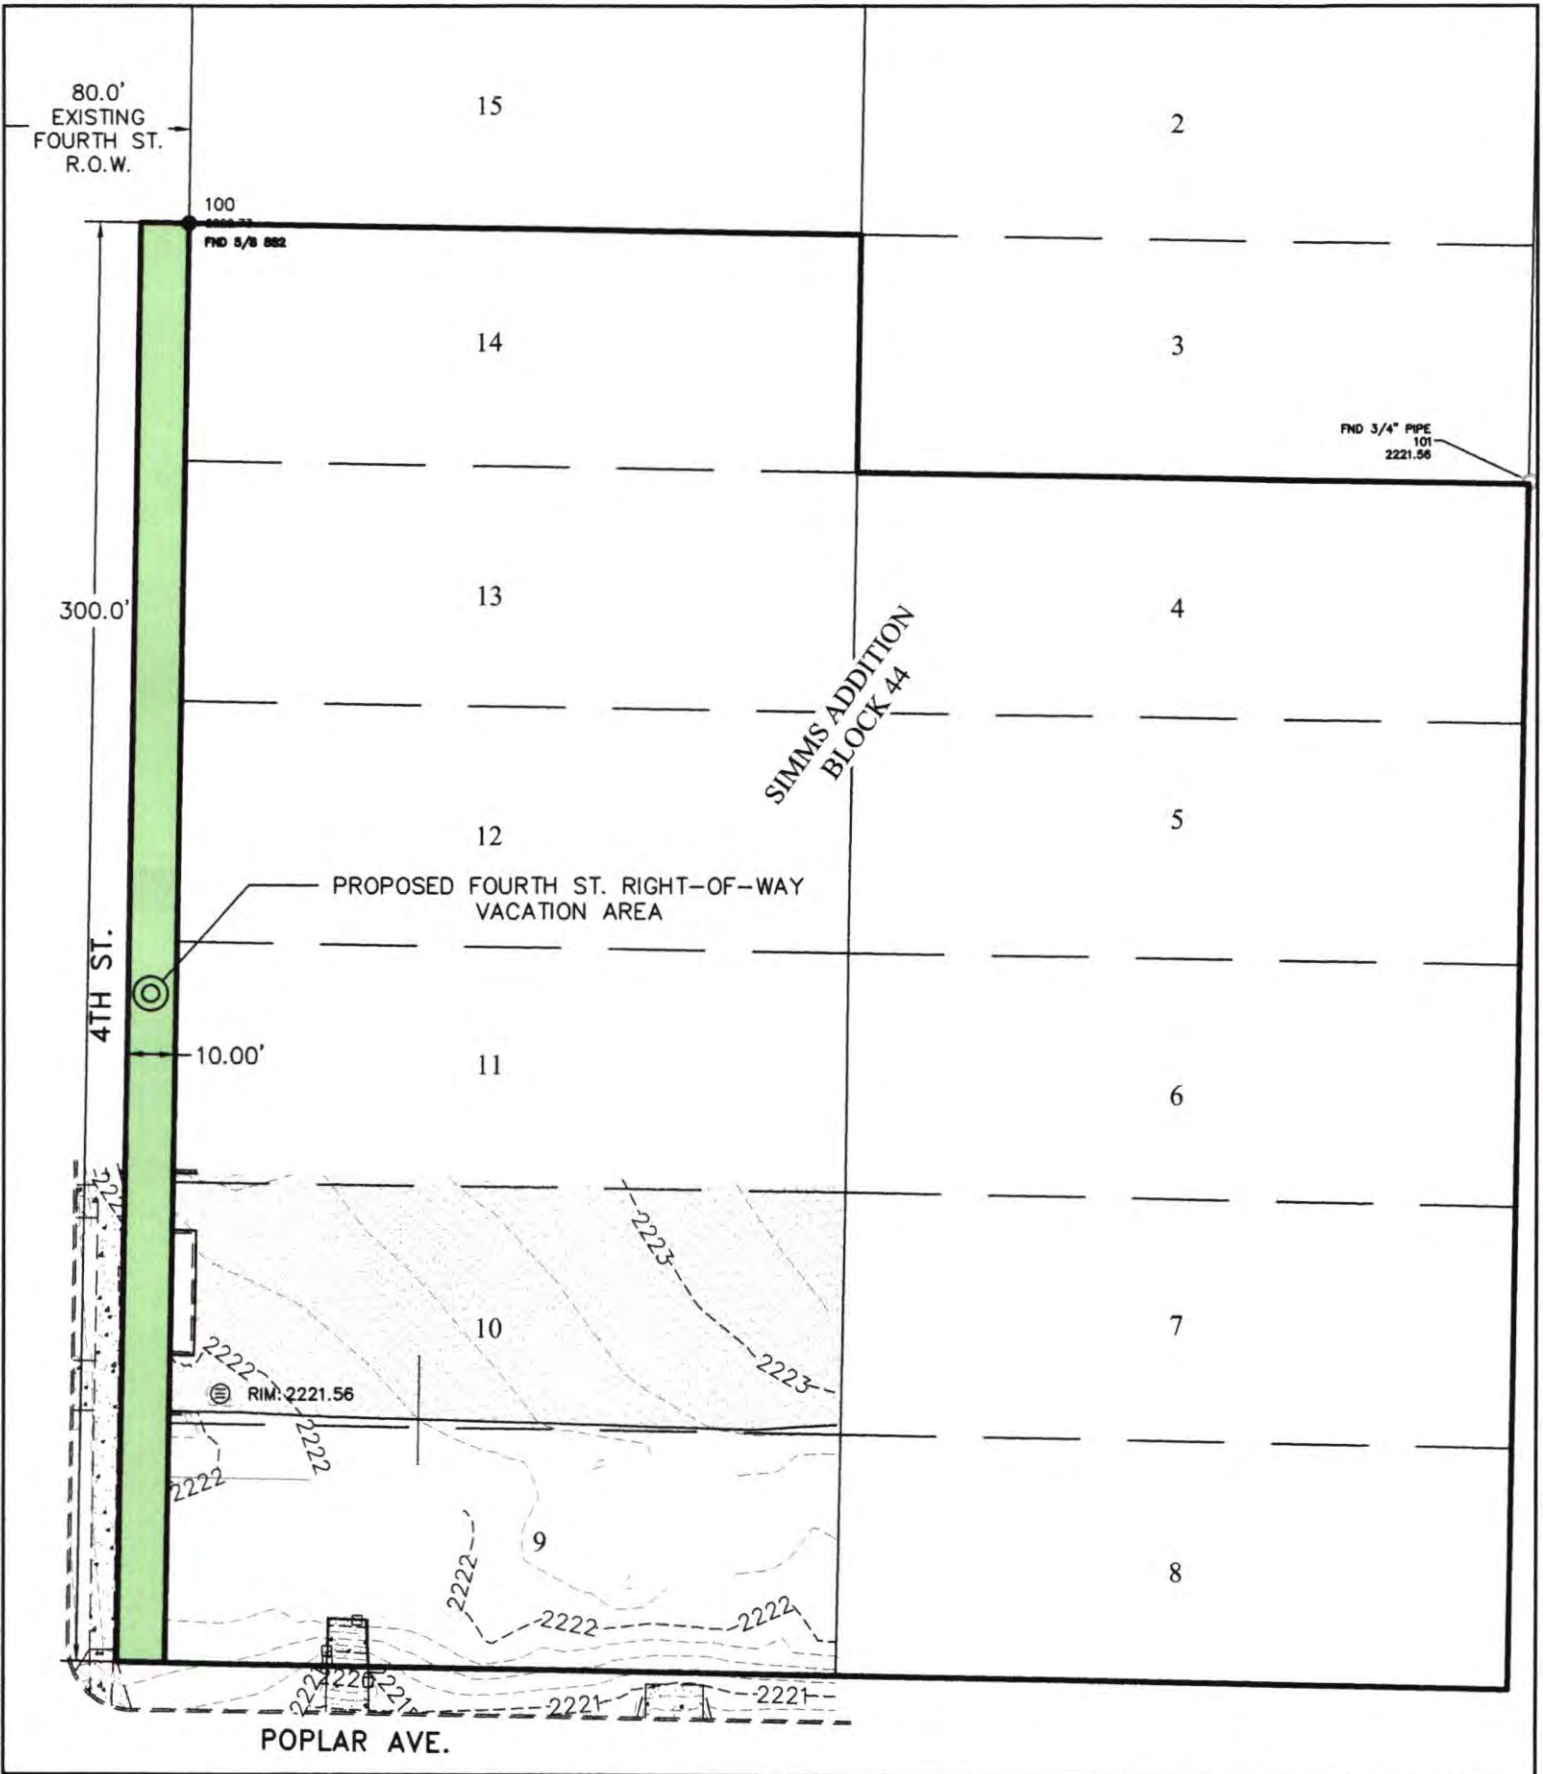 80.0'
EXISTING
FOURTH ST.
R.O.W.
15
2
100
FND 5/8 882
14
3
FND 3/4" PIPE
101
2221.56
300.0'
13
4
SIMMS ADDITION
BLOCK 44
12
5
PROPOSED FOURTH ST. RIGHT-OF-WAY
VACATION AREA
4TH ST.
10.00'
11
6
2223
10
7
2222
2223
RIM: 2221.56
2222
2222
9
2222
8
2222
2222
2221
2221
2221
POPLAR AVE.